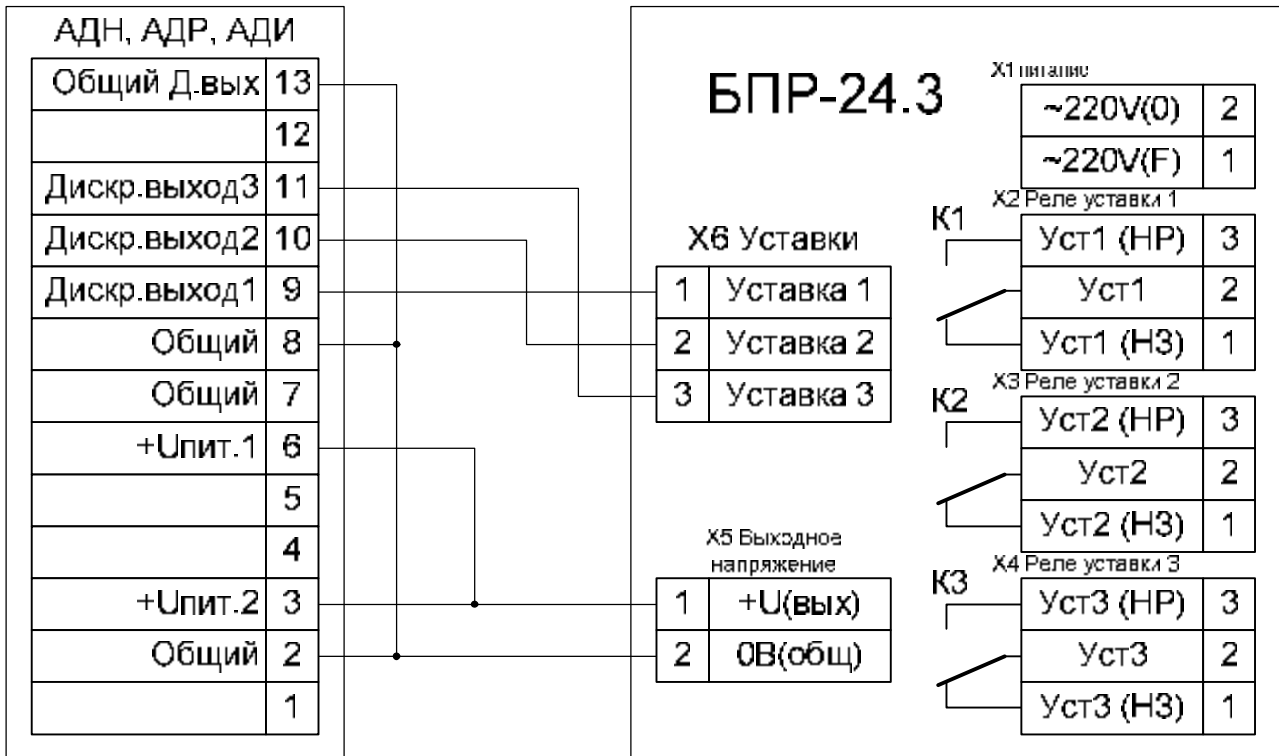 АДН, АДР, АДИ
Общий Д.вых 13
12
Дискр.выход3 11
Дискр.выход2 10
Дискр.выход1 9
Общий 8
Общий 7
+Uпит.1 6
5
4
+Uпит.2 3
Общий 2
1
БПР-24.3
X6 Уставки
1 Уставка 1
2 Уставка 2
3 Уставка 3
X5 Выходное
напряжение
1 +U(вых)
2 0В(общ)
X1 питание
~220V(0) 2
~220V(F) 1
X2 Реле уставки 1
К1
Уст1 (НР) 3
Уст1 2
Уст1 (НЗ) 1
X3 Реле уставки 2
К2
Уст2 (НР) 3
Уст2 2
Уст2 (НЗ) 1
X4 Реле уставки 3
К3
Уст3 (НР) 3
Уст3 2
Уст3 (НЗ) 1